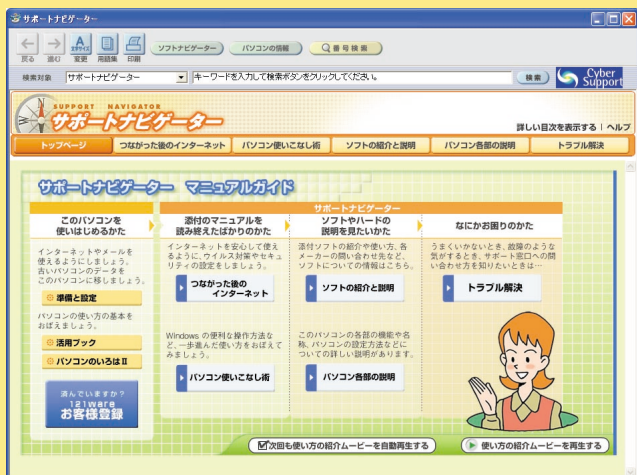 サポートナビゲーター
戻る 進む 文字サイズ 変更 用語集 印刷 ソフトナビゲーター パソコンの情報 番号検索
検索対象 サポートナビゲーター キーワードを入力して検索ボタンをクリックしてください。 検索 Cyber Support
SUPPORT NAVIGATOR
サポートナビゲーター
詳しい目次を表示する | ヘルプ
トップページ つながった後のインターネット パソコン使いこなし術 ソフトの紹介と説明 パソコン各部の説明 トラブル解決
サポートナビゲーター マニュアルガイド
サポートナビゲーター
このパソコンを
使いはじめるかた
インターネットやメールを
使えるようにしましょう。
古いパソコンのデータを
このパソコンに移しましょう。
準備と設定
パソコンの使い方の基本を
おぼえましょう。
活用ブック
パソコンのいろはⅡ
済んでいますか?
121ware
お客様登録
添付のマニュアルを
読み終えたばかりのかた
インターネットを安心して使え
るように、ウイルス対策やセキュ
リティの設定をしましょう。
つながった後の
インターネット
Windows の便利な操作方法な
ど、一歩進んだ使い方をおぼえて
みましょう。
パソコン使いこなし術
ソフトやハードの
説明を見たいかた
添付ソフトの紹介や使い方、各
メーカーの問い合わせ先など、
ソフトについての情報はこちら。
ソフトの紹介と説明
このパソコンの各部の機能や名
称、パソコンの設定方法などに
ついての詳しい説明があります。
パソコン各部の説明
なにかお困りのかた
うまくいかないとき、故障のような
気がするとき、サポート窓口への問
い合わせ方を知りたいときは…
トラブル解決
次回も使い方の紹介ムービーを自動再生する
使い方の紹介ムービーを再生する